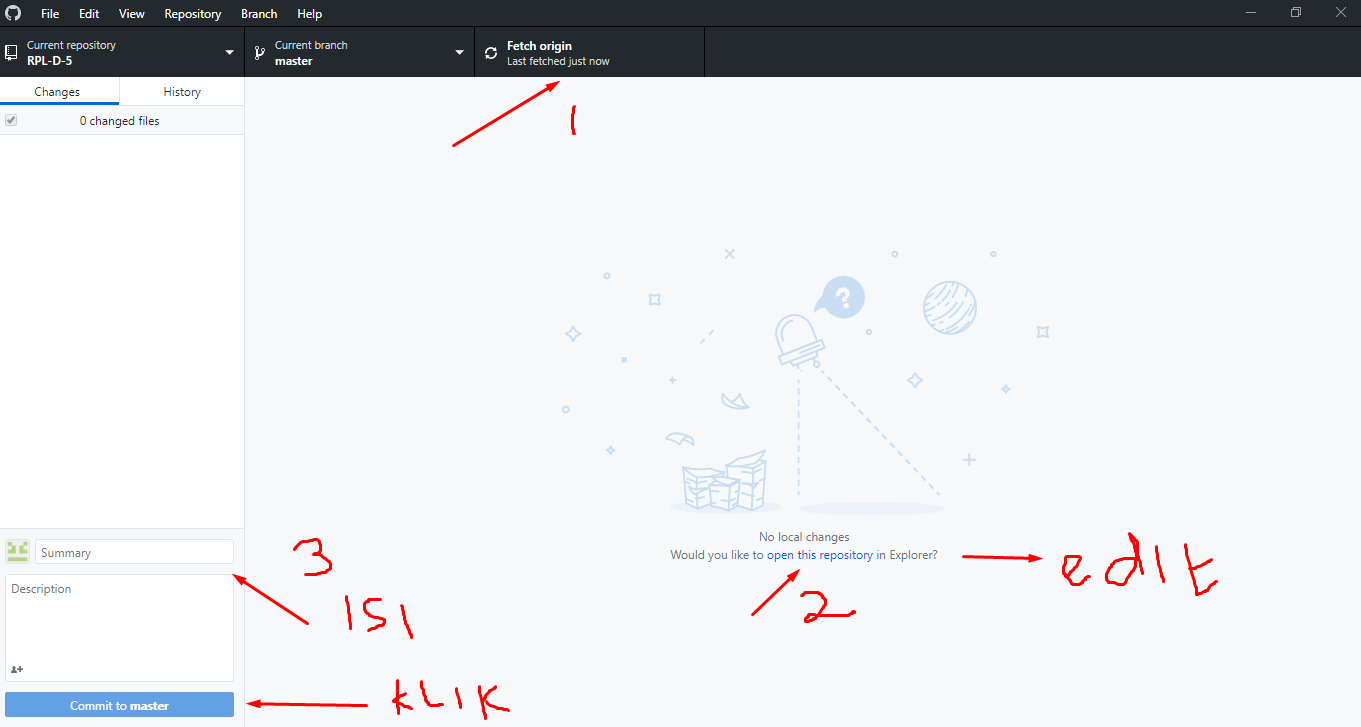 File Edit View Repository Branch Help
Current repository
RPL-D-5
Current branch
master
Fetch origin
Last fetched just now
Changes History
0 changed files
1
?
No local changes
Would you like to open this repository in Explorer?
edit
2
Summary
3
ISI
Description
Commit to master
KLIK